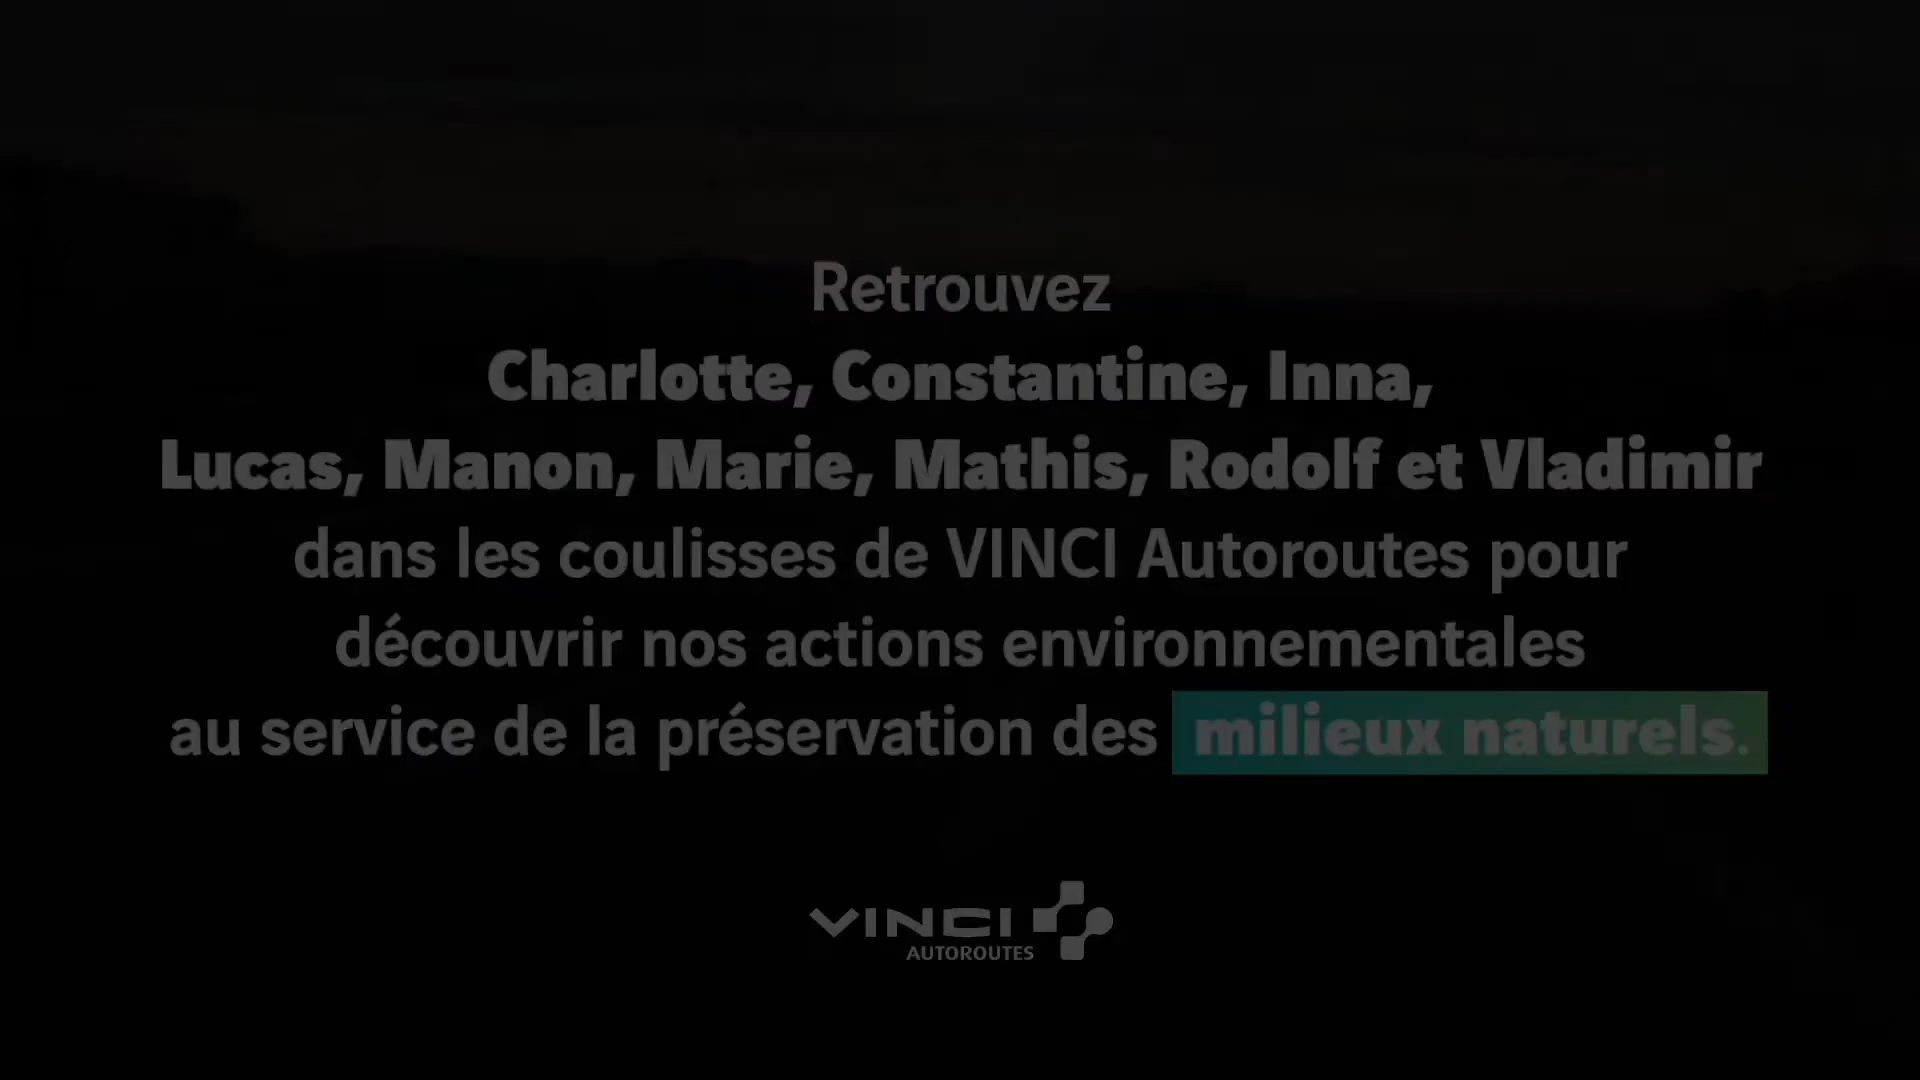 Retrouvez
Charlotte, Constantine, Inna,
Lucas, Manon, Marie, Mathis, Rodolf et Vladimir
dans les coulisses de VINCI Autoroutes pour
découvrir nos actions environnementales
au service de la préservation des milieux naturels.
VINCI
AUTOROUTES